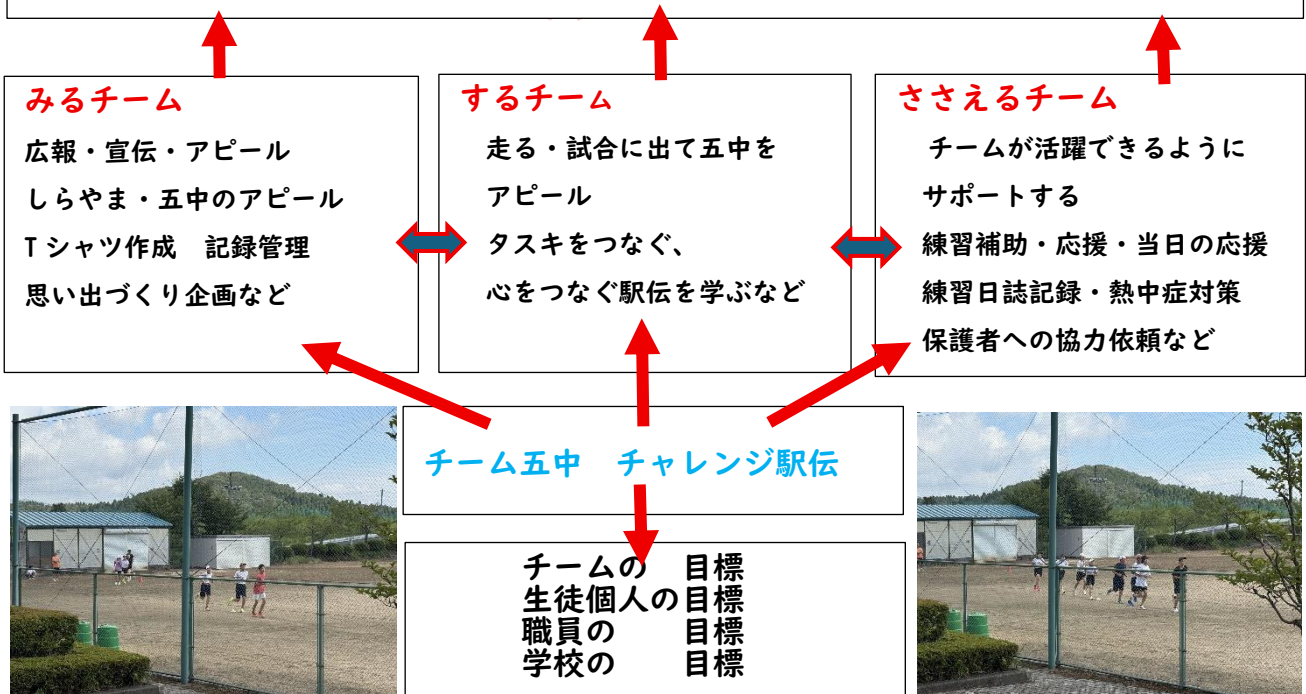 みるチーム
広報・宣伝・アピール
しらやま・五中のアピール
Tシャツ作成　記録管理
思い出づくり企画など
するチーム
走る・試合に出て五中を
アピール
タスキをつなぐ、
心をつなぐ駅伝を学ぶなど
ささえるチーム
チームが活躍できるように
サポートする
練習補助・応援・当日の応援
練習日誌記録・熱中症対策
保護者への協力依頼など
チーム五中　チャレンジ駅伝
チームの　目標
生徒個人の目標
職員の　　目標
学校の　　目標